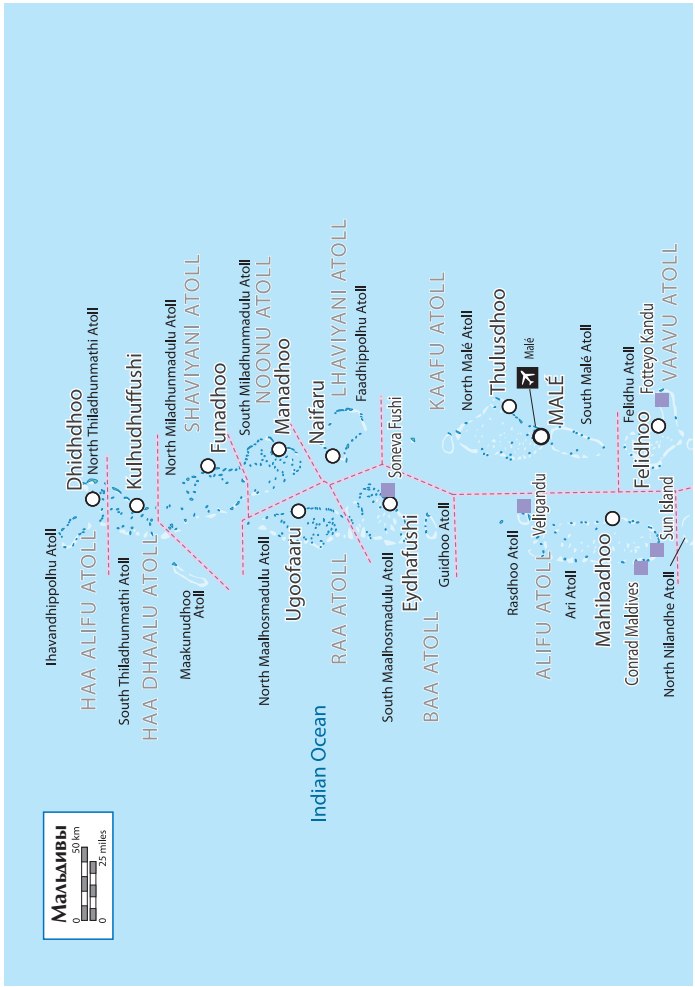 Мальдивы
0
50 km
0
25 miles
Indian Ocean
Ihavandhippolhu Atoll
HAA ALIFU ATOLL
Dhidhdhoo
North Thiladhunmathi Atoll
South Thiladhunmathi Atoll
HAA DHAALU ATOLL
Kulhudhuffushi
North Miladhunmadulu Atoll
SHAVIYANI ATOLL
Maakunudhoo
Atoll
Funadhoo
South Miladhunmadulu Atoll
NOONU ATOLL
Manadhoo
North Maalhosmadulu Atoll
Ugoofaaru
RAA ATOLL
Naifaru
LHAVIYANI ATOLL
Faadhippolhu Atoll
South Maalhosmadulu Atoll
Eydhafushi
BAA ATOLL
Soneva Fushi
Guidhoo Atoll
KAAFU ATOLL
North Malé Atoll
Thulusdhoo
Malé
MALÉ
South Malé Atoll
Rasdhoo Atoll
Veligandu
ALIFU ATOLL
Ari Atoll
Mahibadhoo
Conrad Maldives
Sun Island
North Nilandhe Atoll
Felidhu Atoll
Felidhoo
Fotteyo Kandu
VAAVU ATOLL